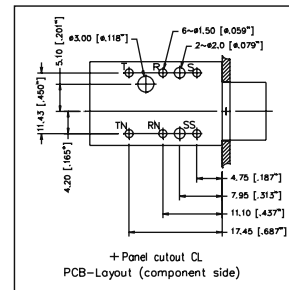 ø3.00 [ø.118"]
6~ø1.50 [ø.059"]
2~ø2.0 [ø.079"]
5.10 [.201"]
11.43 [.450"]
4.20 [.165"]
T R S
TN RN SS
4.75 [.187"]
7.95 [.313"]
11.10 [.437"]
17.45 [.687"]
+ Panel cutout CL
PCB-Layout (component side)